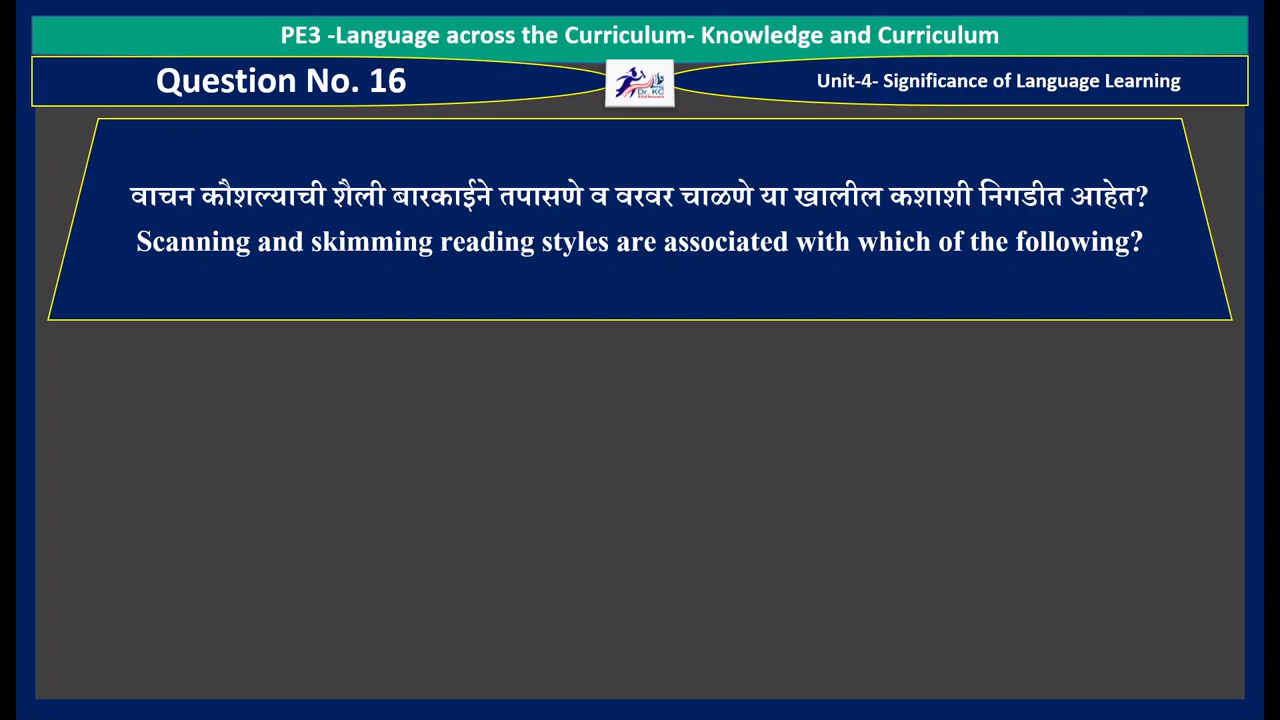 PE3 -Language across the Curriculum- Knowledge and Curriculum
Question No. 16
Dr. KC
Unit-4- Significance of Language Learning
वाचन कौशल्याची शैली बारकाईने तपासणे व वरवर चाळणे या खालील कशाशी निगडीत आहेत?
Scanning and skimming reading styles are associated with which of the following?